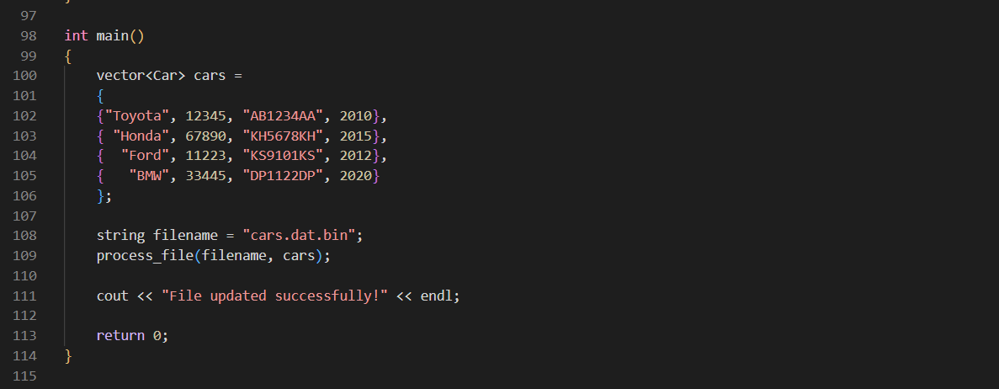 }
97
98 int main()
99 {
100 vector<Car> cars =
101 {
102 {"Toyota", 12345, "AB1234AA", 2010},
103 { "Honda", 67890, "KH5678KH", 2015},
104 {  "Ford", 11223, "KS9101KS", 2012},
105 {   "BMW", 33445, "DP1122DP", 2020}
106 };
107
108 string filename = "cars.dat.bin";
109 process_file(filename, cars);
110
111 cout << "File updated successfully!" << endl;
112
113 return 0;
114 }
115